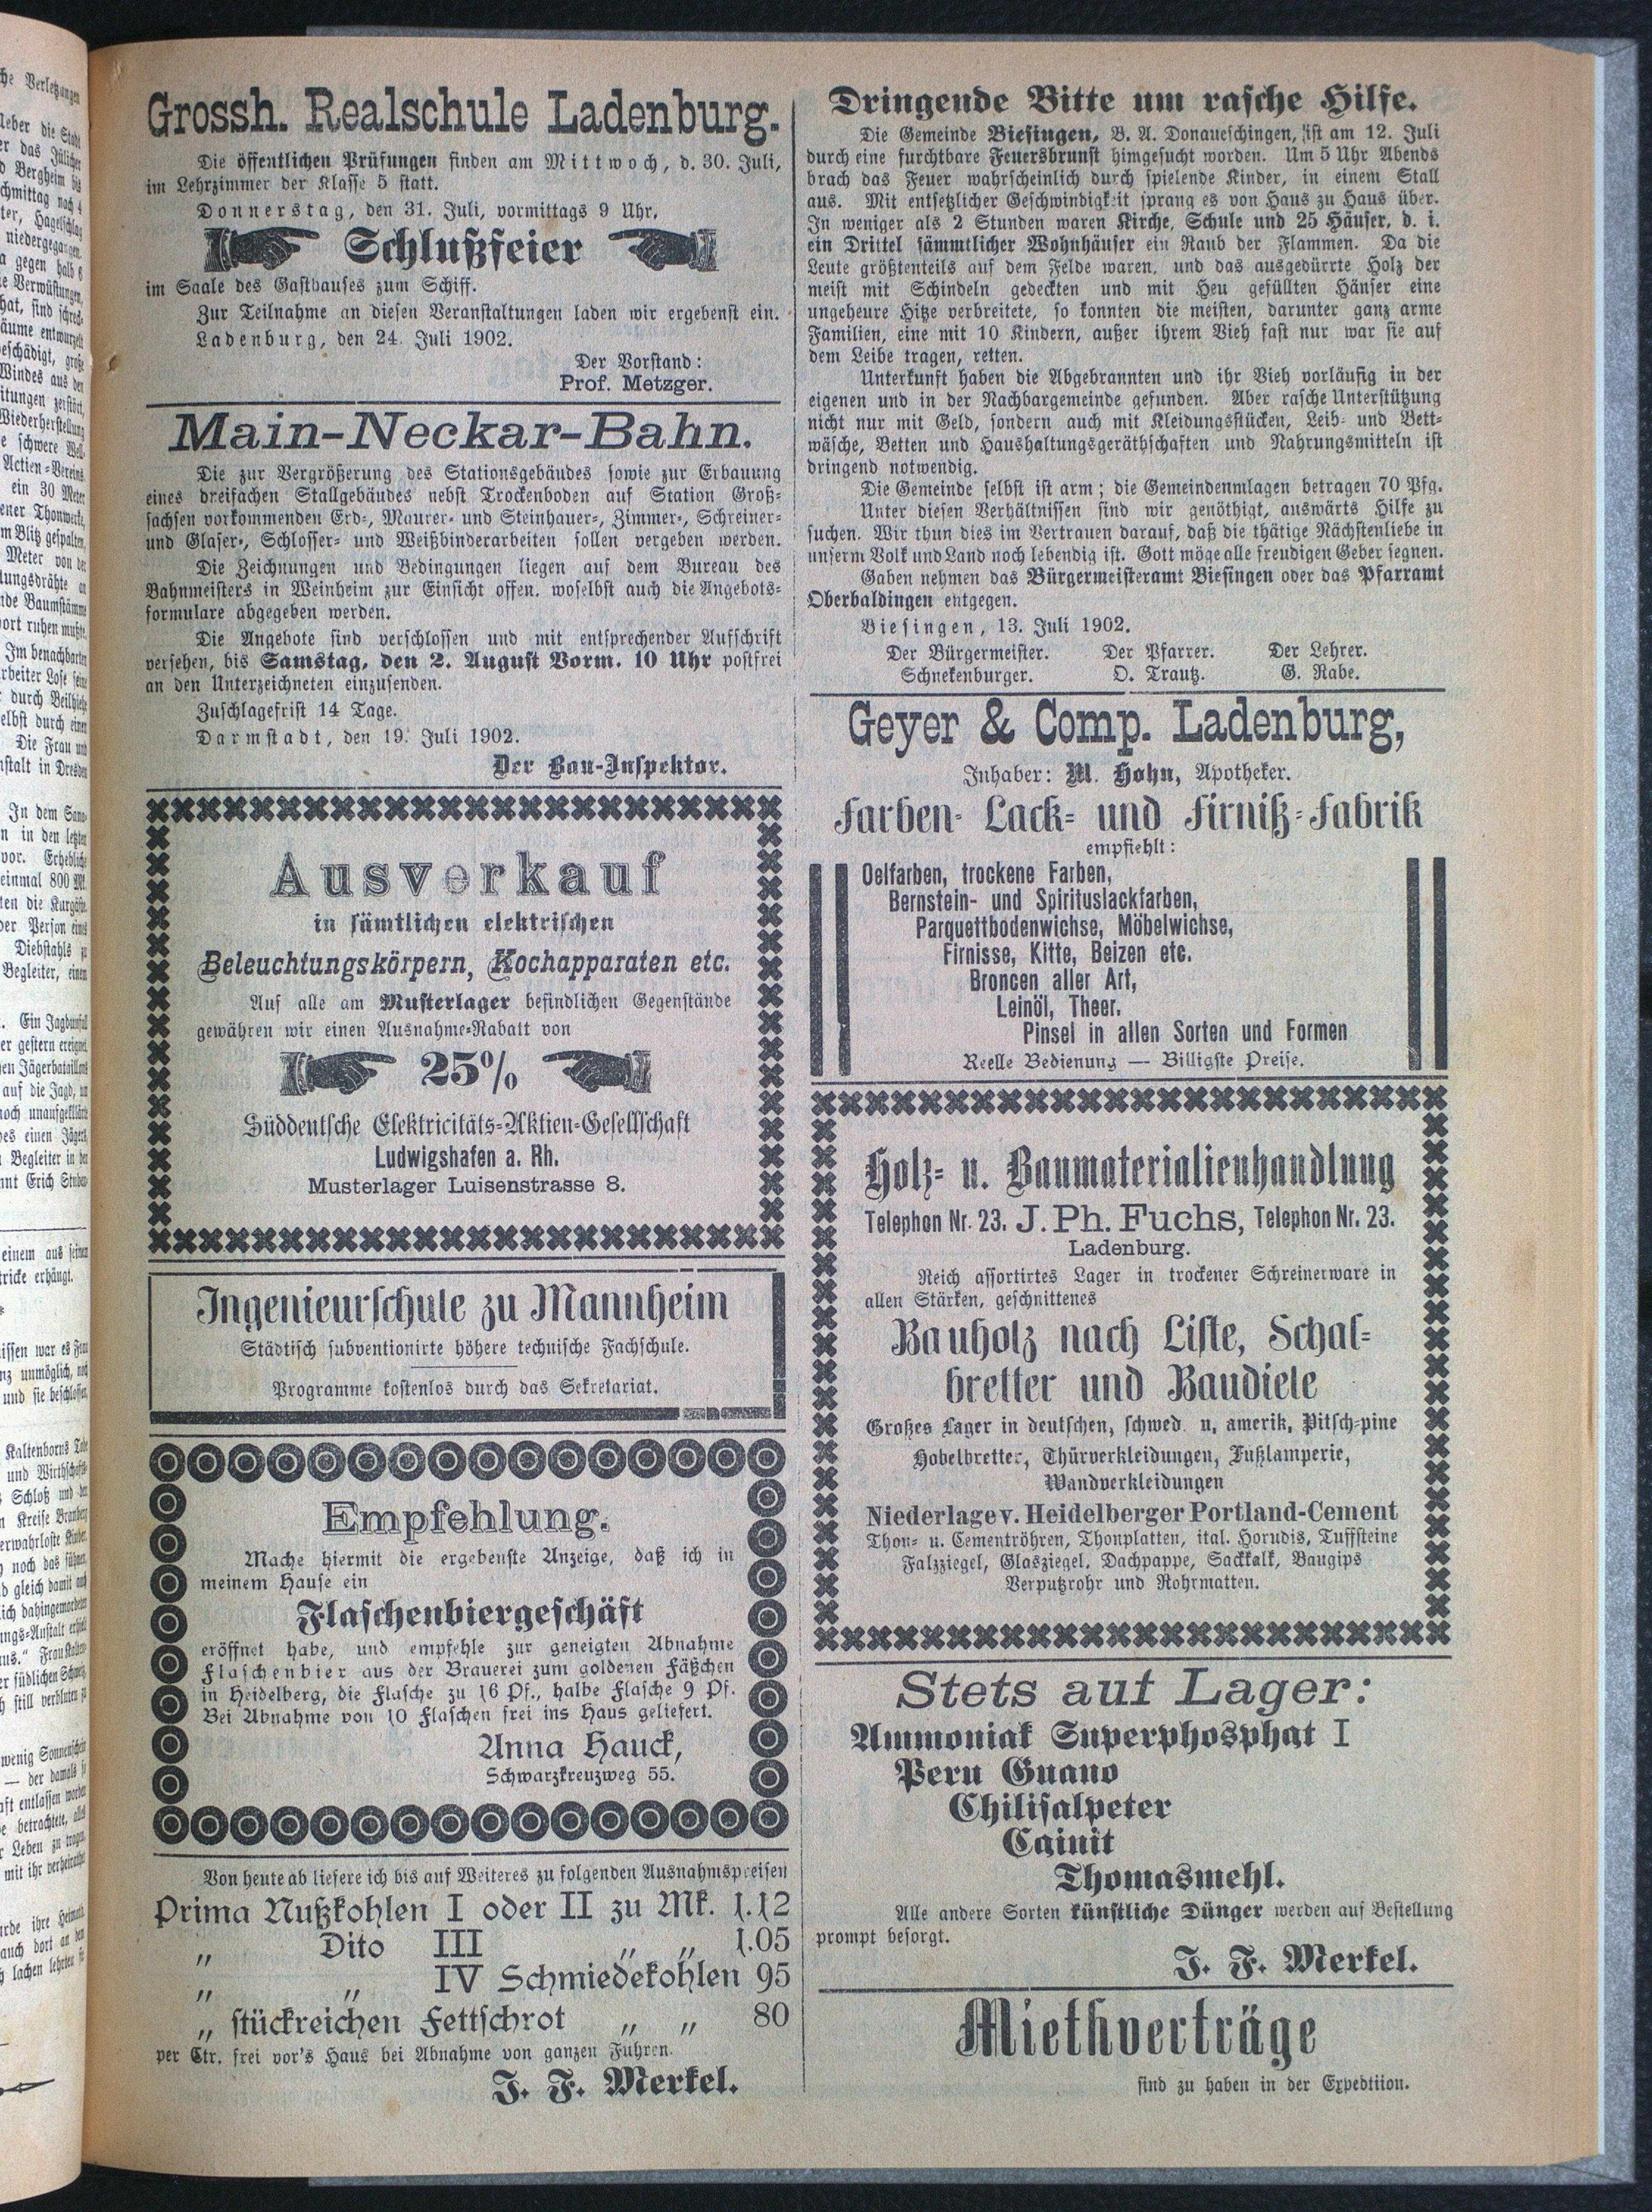 Grossh. Realschule Ladenburg.
Die öffentlichen Prüfungen finden am Mittwoch, d. 30. Juli,
im Lehrzimmer der Klasse 5 statt.
Donnerstag, den 31. Juli, vormittags 9 Uhr,
Schlußfeier
im Saale des Gasthauses zum Schiff.
Zur Teilnahme an diesen Veranstaltungen laden wir ergebenst ein.
Ladenburg, den 24. Juli 1902.
Der Vorstand:
Prof. Metzger.
Main-Neckar-Bahn.
Die zur Vergrößerung des Stationsgebäudes sowie zur Erbauung
eines dreifachen Stallgebäudes nebst Trockenboden auf Station Groß-
sachsen vorkommenden Erd-, Maurer- und Steinhauer-, Zimmer-, Schreiner-
und Glaser-, Schlosser- und Weißbinderarbeiten sollen vergeben werden.
Die Zeichnungen und Bedingungen liegen auf dem Bureau des
Bahnmeisters in Weinheim zur Einsicht offen, woselbst auch die Angebots-
formulare abgegeben werden.
Die Angebote sind verschlossen und mit entsprechender Aufschrift
versehen, bis Samstag, den 2. August Vorm. 10 Uhr postfrei
an den Unterzeichneten einzusenden.
Zuschlagsfrist 14 Tage.
Darmstadt, den 19. Juli 1902.
Der Bau-Inspektor.
Ausverkauf
in sämtlichen elektrischen
Beleuchtungskörpern, Kochapparaten etc.
Auf alle am Musterlager befindlichen Gegenstände
gewähren wir einen Ausnahme-Rabatt von
25%
Süddeutsche Elektricitäts-Aktien-Gesellschaft
Ludwigshafen a. Rh.
Musterlager Luisenstrasse 8.
Ingenieurschule zu Mannheim
Städtisch subventionirte höhere technische Fachschule.
Programme kostenlos durch das Sekretariat.
Empfehlung.
Mache hiermit die ergebenste Anzeige, daß ich in
meinem Hause ein
Flaschenbiergeschäft
eröffnet habe, und empfehle zur geneigten Abnahme
Flaschenbier aus der Brauerei zum goldenen Fäßchen
in Heidelberg, die Flasche zu 16 Pf., halbe Flasche 9 Pf.
Bei Abnahme von 10 Flaschen frei ins Haus geliefert.
Anna Hauck,
Schwarzkreuzweg 55.
Von heute ab liefere ich bis auf Weiteres zu folgenden Ausnahmspreisen
Prima Nußkohlen I oder II zu Mk. 1.12
„ Dito III „ „ 1.05
„ „ IV Schmiedekohlen 95
„ stückreichen Fettschrot „ „ 80
per Ctr. frei vor's Haus bei Abnahme von ganzen Fuhren.
J. F. Merkel.
Dringende Bitte um rasche Hilfe.
Die Gemeinde Biesingen, B. A. Donaueschingen, ist am 12. Juli
durch eine furchtbare Feuersbrunst himgesucht worden. Um 5 Uhr Abends
brach das Feuer wahrscheinlich durch spielende Kinder, in einem Stall
aus. Mit entsetzlicher Geschwindigkeit sprang es von Haus zu Haus über.
In weniger als 2 Stunden waren Kirche, Schule und 25 Häuser, d. i.
ein Drittel sämmtlicher Wohnhäuser ein Raub der Flammen. Da die
Leute größtenteils auf dem Felde waren, und das ausgedürrte Holz der
meist mit Schindeln gedeckten und mit Heu gefüllten Häuser eine
ungeheure Hitze verbreitete, so konnten die meisten, darunter ganz arme
Familien, eine mit 10 Kindern, außer ihrem Vieh fast nur war sie auf
dem Leibe tragen, retten.
Unterkunft haben die Abgebrannten und ihr Vieh vorläufig in der
eigenen und in der Nachbargemeinde gefunden. Aber rasche Unterstützung
nicht nur mit Geld, sondern auch mit Kleidungsstücken, Leib- und Bett-
wäsche, Betten und Haushaltungsgeräthschaften und Nahrungsmitteln ist
dringend notwendig.
Die Gemeinde selbst ist arm; die Gemeindenmlagen betragen 70 Pfg.
Unter diesen Verhältnissen sind wir genöthigt, auswärts Hilfe zu
suchen. Wir thun dies im Vertrauen darauf, daß die thätige Nächstenliebe in
unserm Volk und Land noch lebendig ist. Gott möge alle freudigen Geber segnen.
Gaben nehmen das Bürgermeisteramt Biesingen oder das Pfarramt
Oberbaldingen entgegen.
Biesingen, 13. Juli 1902.
Der Bürgermeister. Der Pfarrer. Der Lehrer.
Schnekenburger. O. Trautz. G. Rabe.
Geyer & Comp. Ladenburg,
Inhaber: M. Hohn, Apotheker.
Farben- Lack- und Firniß-Fabrik
empfiehlt:
Oelfarben, trockene Farben,
Bernstein- und Spirituslackfarben,
Parquettbodenwichse, Möbelwichse,
Firnisse, Kitte, Beizen etc.
Broncen aller Art,
Leinöl, Theer.
Pinsel in allen Sorten und Formen
Reelle Bedienung — Billigste Preise.
Holz- u. Baumaterialienhandlung
Telephon Nr. 23. J. Ph. Fuchs, Telephon Nr. 23.
Ladenburg.
Reich assortirtes Lager in trockener Schreinerware in
allen Stärken, geschnittenes
Bauholz nach Liste, Schal-
bretter und Baudiele
Großes Lager in deutschen, schwed. u, amerik, Pitsch-pine
Hobelbretter, Thürverkleidungen, Fußlamperie,
Wandverkleidungen
Niederlage v. Heidelberger Portland-Cement
Thon- u. Cementröhren, Thonplatten, ital. Horudis, Tuffsteine
Falzziegel, Glasziegel, Dachpappe, Sackkalk, Baugips
Verputzrohr und Rohrmatten.
Stets auf Lager:
Ammoniak Superphosphat I
Peru Guano
Chilisalpeter
Cainit
Thomasmehl.
Alle andere Sorten künstliche Dünger werden auf Bestellung
prompt besorgt.
J. F. Merkel.
Miethverträge
sind zu haben in der Expedtiion.